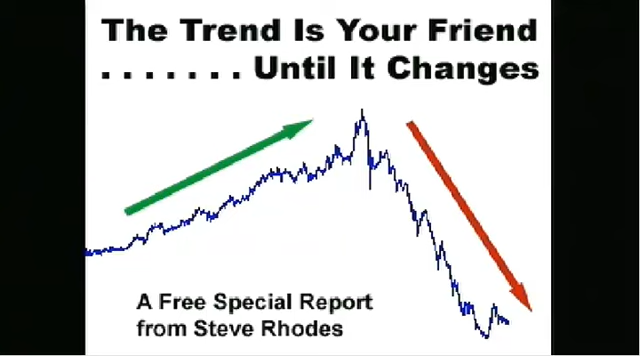 The Trend Is Your Friend
. . . . . . . Until It Changes
A Free Special Report
from Steve Rhodes